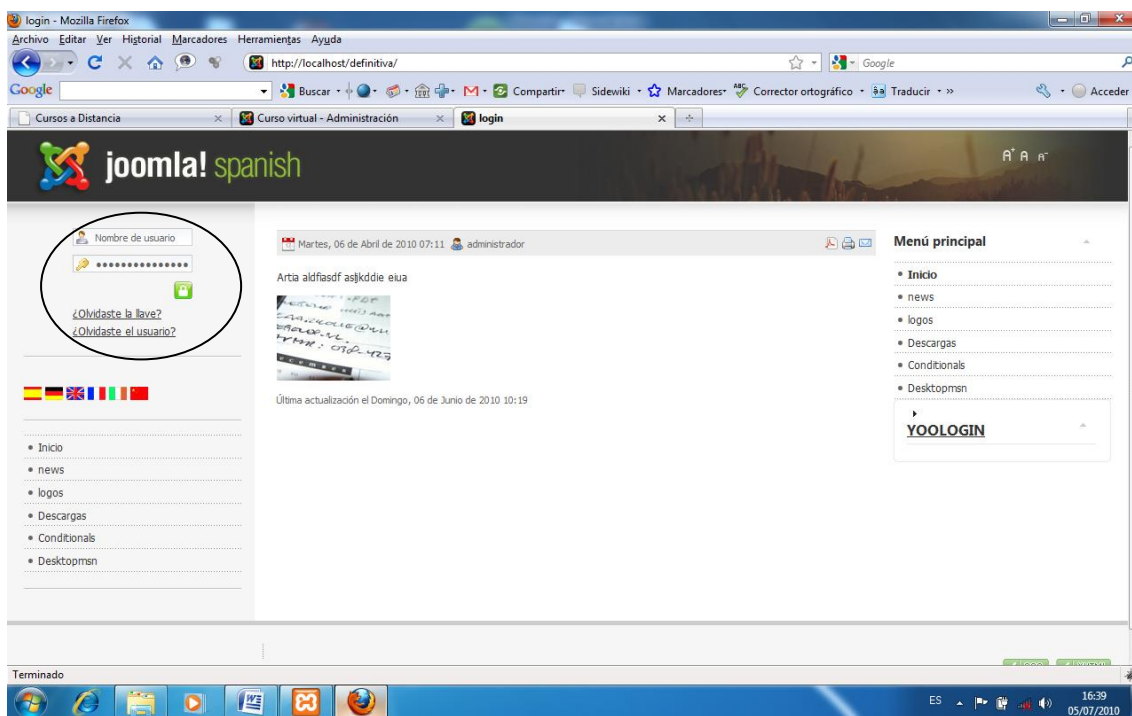 login - Mozilla Firefox
Archivo Editar Ver Historial Marcadores Herramientas Ayuda
http://localhost/definitiva/
Google
Google
Buscar
Compartir
Sidewiki
Marcadores
Corrector ortográfico
Traducir
Acceder
Cursos a Distancia
Curso virtual - Administración
login
joomla! spanish
A+ A A-
Nombre de usuario
¿Olvidaste la llave?
¿Olvidaste el usuario?
Inicio
news
logos
Descargas
Conditionals
Desktopmsn
Martes, 06 de Abril de 2010 07:11 administrador
Última actualización el Domingo, 06 de Junio de 2010 10:19
Menú principal
Inicio
news
logos
Descargas
Conditionals
Desktopmsn
YOOLOGIN
Terminado
ES
16:39
05/07/2010